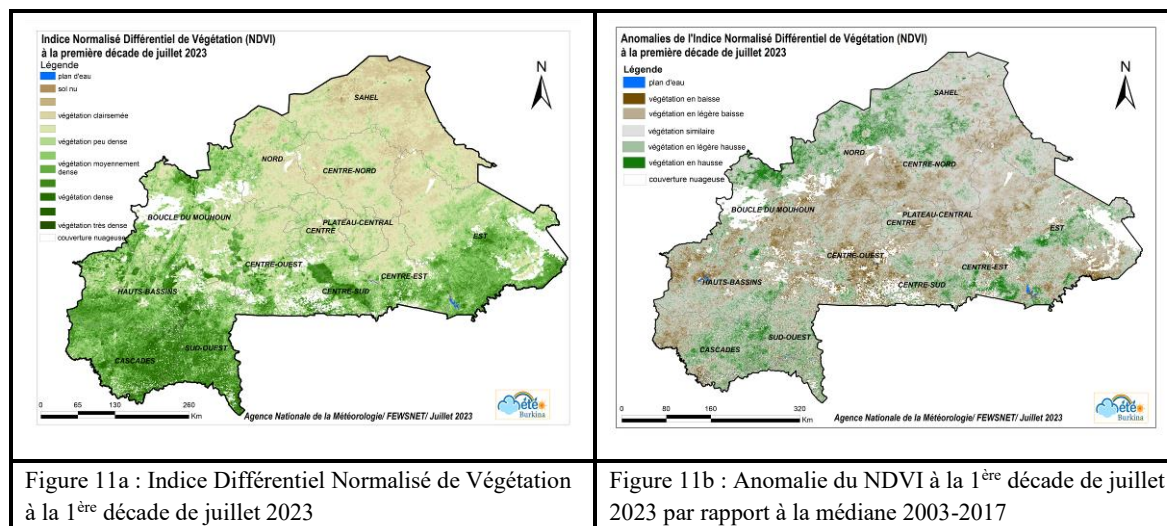 Indice Normalisé Différentiel de Végétation (NDVI)
à la première décade de juillet 2023
Légende
plan d'eau
sol nu
végétation clairsemée
végétation peu dense
végétation moyennement
dense
végétation dense
végétation très dense
couverture nuageuse
N
SAHEL
NORD
CENTRE-NORD
BOUCLE DU MOUHOUN
PLATEAU-CENTRAL
CENTRE
EST
CENTRE-OUEST
CENTRE-EST
HAUTS-BASSINS
CENTRE-SUD
SUD-OUEST
CASCADES
0 65 130 260
Km
Agence Nationale de la Météorologie/ FEWSNET/ Juillet 2023
été
Burkina
Anomalies de l'Indice Normalisé Différentiel de Végétation (NDVI)
à la première décade de juillet 2023
Légende
plan d'eau
végétation en baisse
végétation en légère baisse
végétation similaire
végétation en légère hausse
végétation en hausse
couverture nuageuse
N
SAHEL
NORD
CENTRE-NORD
BOUCLE DU MOUHOUN
PLATEAU-CENTRAL
CENTRE
EST
CENTRE-OUEST
CENTRE-EST
HAUTS-BASSINS
CENTRE-SUD
SUD-OUEST
CASCADES
0 80 160 320
Km
Agence Nationale de la Météorologie/ FEWSNET/ Juillet 2023
été
Burkina
Figure 11a : Indice Différentiel Normalisé de Végétation
à la 1ère décade de juillet 2023
Figure 11b : Anomalie du NDVI à la 1ère décade de juillet
2023 par rapport à la médiane 2003-2017